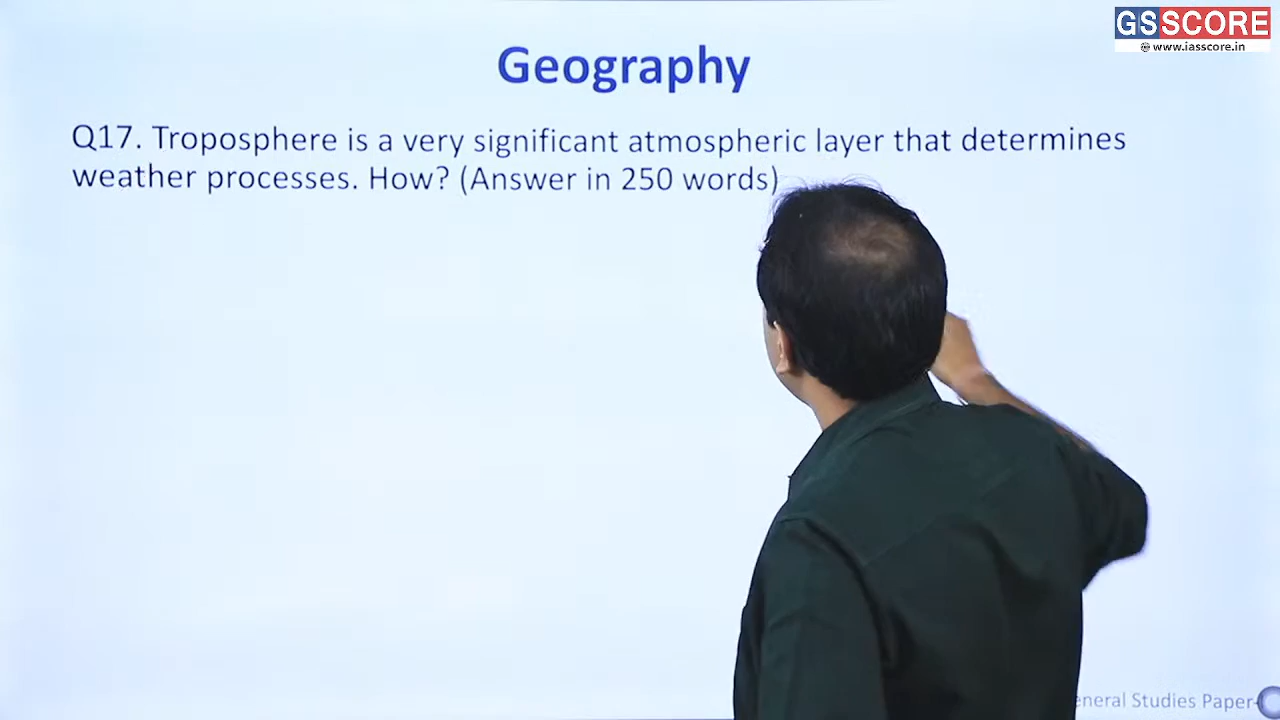 GSSCORE
www.iasscore.in
Geography
Q17. Troposphere is a very significant atmospheric layer that determines
weather processes. How? (Answer in 250 words)
eneral Studies Paper-